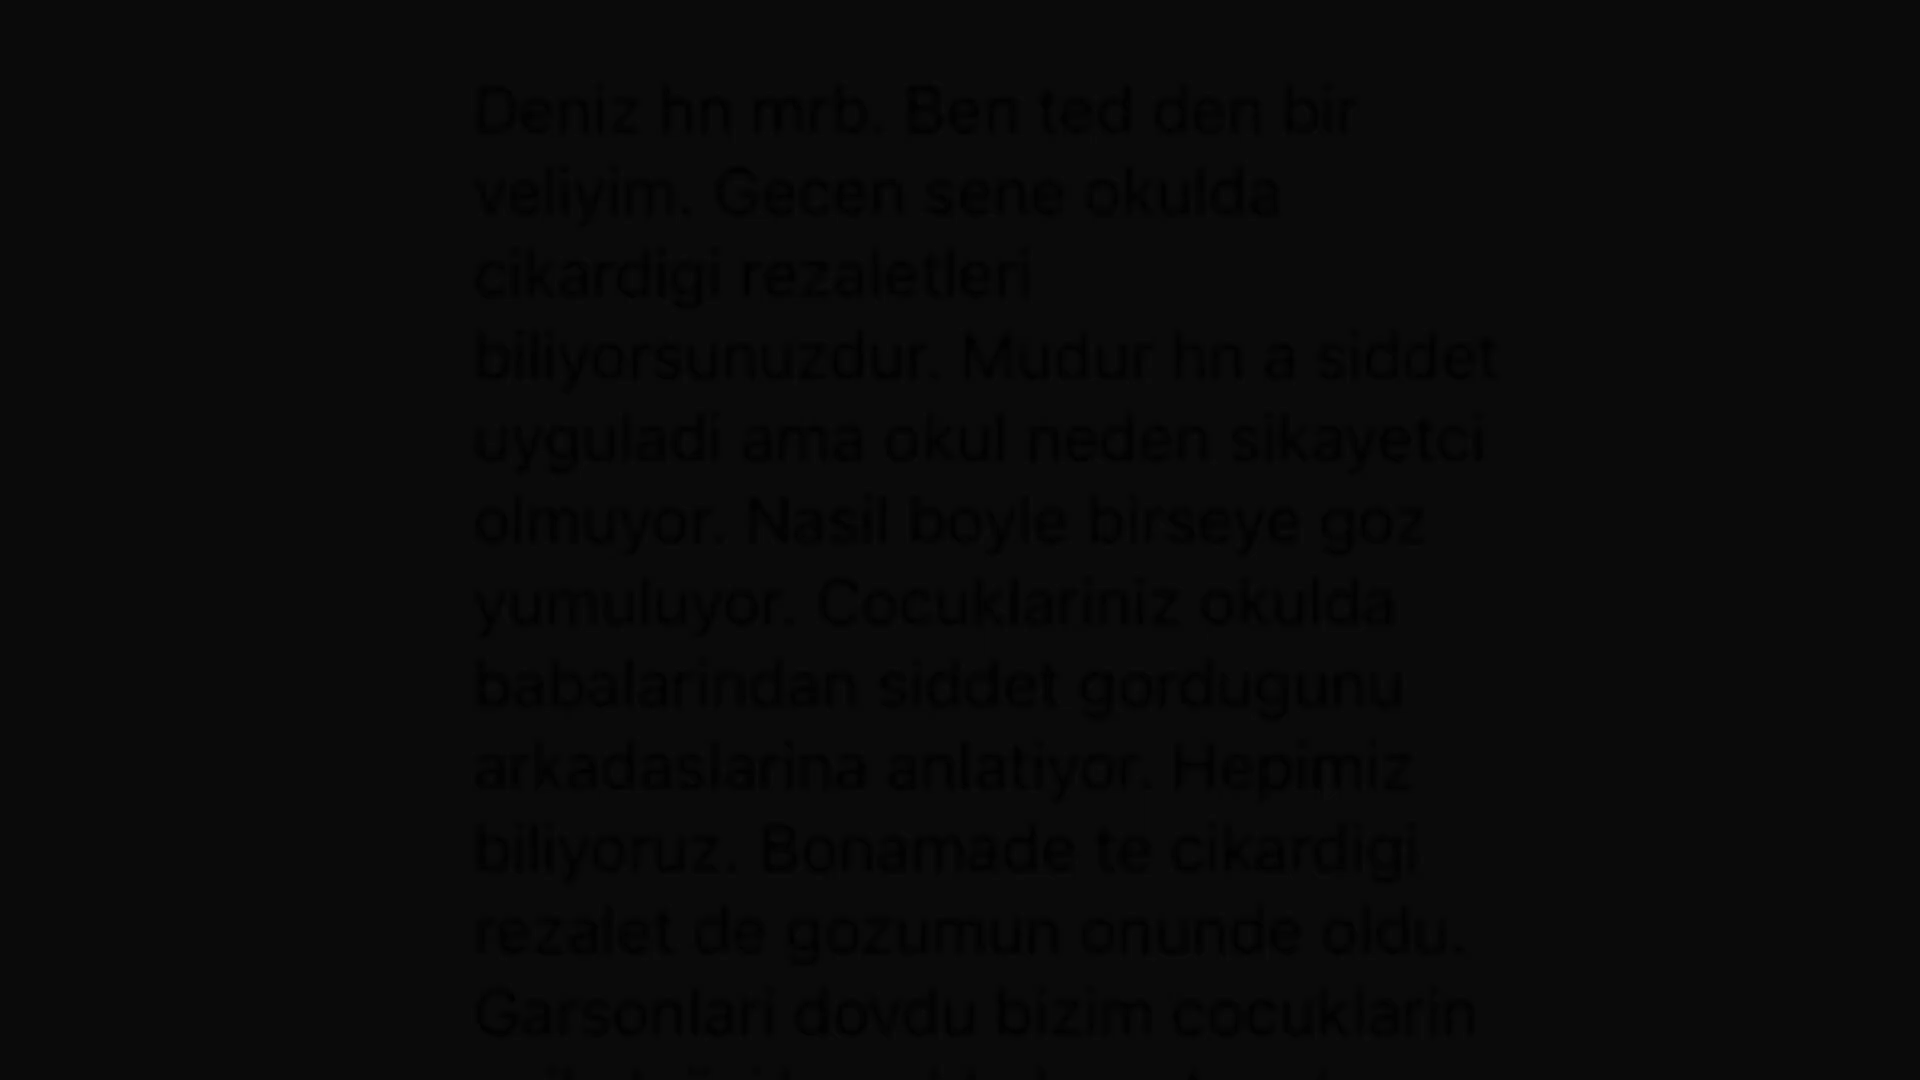 Deniz hn mrb. Ben ted den bir
veliyim. Gecen sene okulda
cikardigi rezaletleri
biliyorsunuzdur. Mudur hn a siddet
uyguladi ama okul neden sikayetci
olmuyor. Nasil boyle birseye goz
yumuluyor. Cocuklariniz okulda
babalarindan siddet gordugunu
arkadaslarina anlatiyor. Hepimiz
biliyoruz. Bonamade te cikardigi
rezalet de gozumun onunde oldu.
Garsonlari dovdu bizim cocuklarin